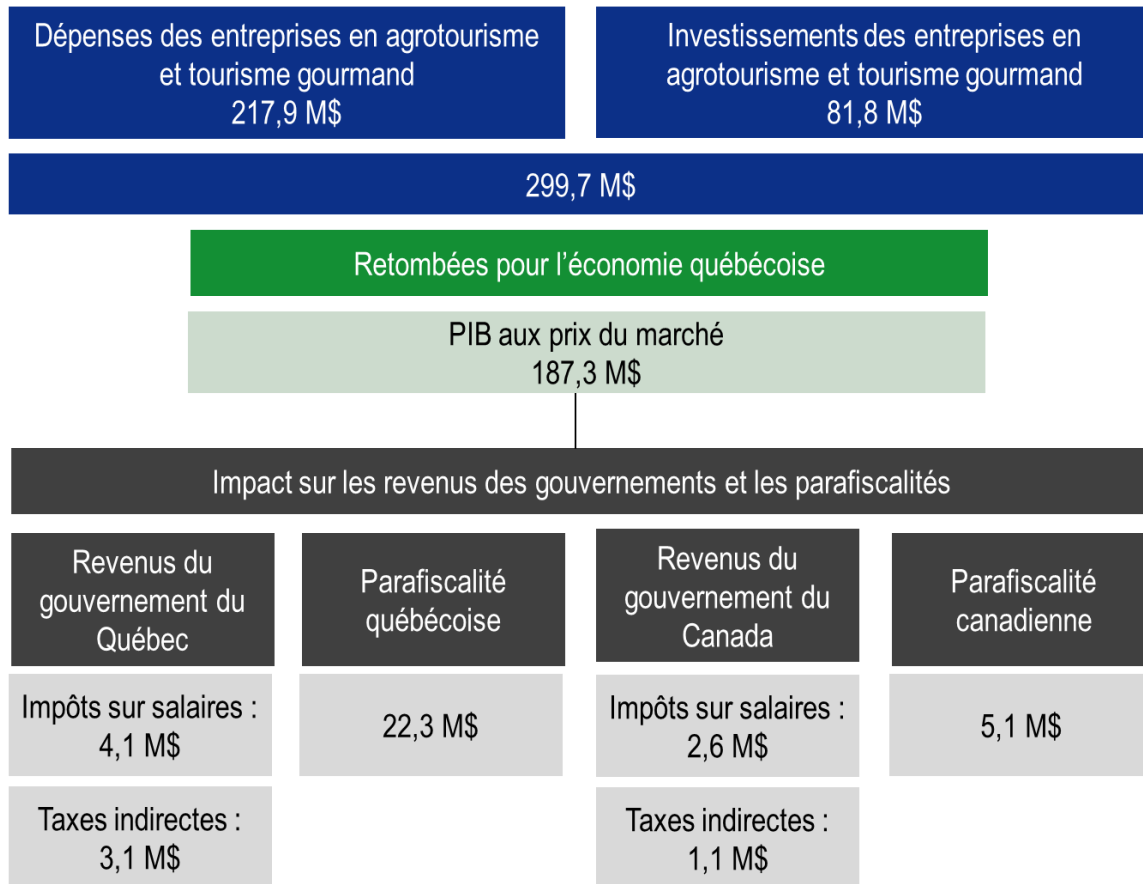 Dépenses des entreprises en agrotourisme
et tourisme gourmand
217,9 M$
Investissements des entreprises en
agrotourisme et tourisme gourmand
81,8 M$
299,7 M$
Retombées pour l’économie québécoise
PIB aux prix du marché
187,3 M$
Impact sur les revenus des gouvernements et les parafiscalités
Revenus du
gouvernement du
Québec
Parafiscalité
québécoise
Revenus du
gouvernement du
Canada
Parafiscalité
canadienne
Impôts sur salaires :
4,1 M$
22,3 M$
Impôts sur salaires :
2,6 M$
5,1 M$
Taxes indirectes :
3,1 M$
Taxes indirectes :
1,1 M$